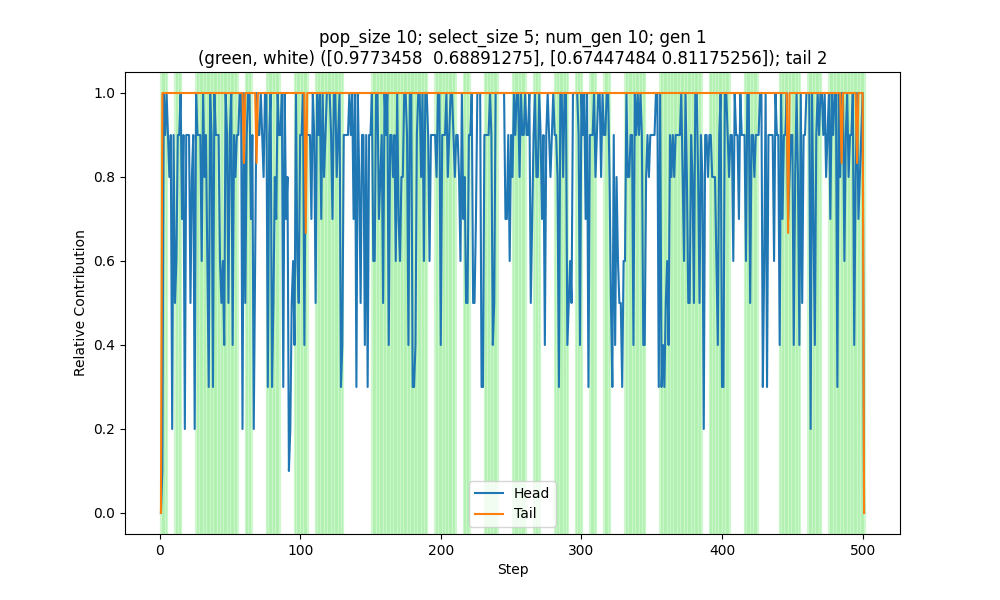 pop_size 10; select_size 5; num_gen 10; gen 1
(green, white) ([0.9773458  0.68891275], [0.67447484 0.81175256]); tail 2
Relative Contribution
1.0
0.8
0.6
0.4
0.2
0.0
Head
Tail
0
100
200
300
400
500
Step